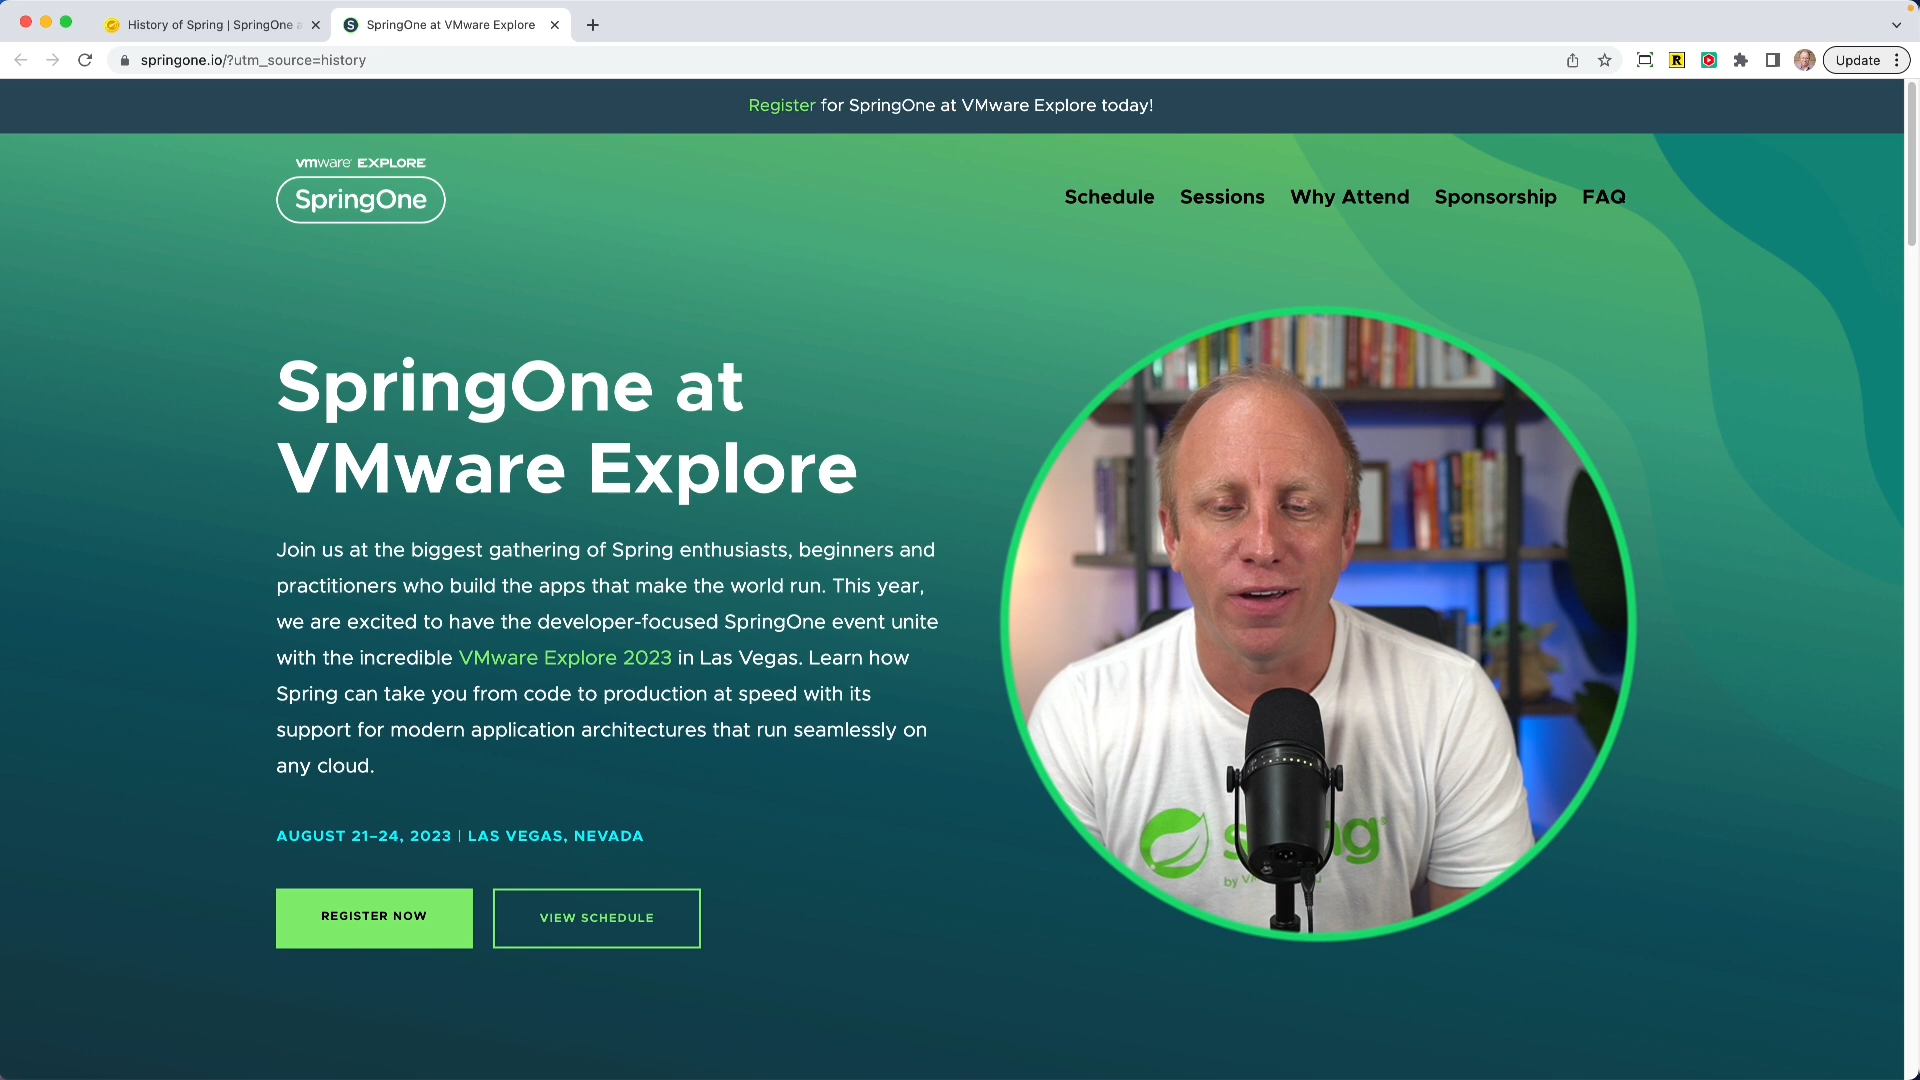 History of Spring | SpringOne a
SpringOne at VMware Explore
springone.io/?utm_source=history
Update
Register for SpringOne at VMware Explore today!
vmware EXPLORE
SpringOne
Schedule
Sessions
Why Attend
Sponsorship
FAQ
SpringOne at
VMware Explore
Join us at the biggest gathering of Spring enthusiasts, beginners and
practitioners who build the apps that make the world run. This year,
we are excited to have the developer-focused SpringOne event unite
with the incredible VMware Explore 2023 in Las Vegas. Learn how
Spring can take you from code to production at speed with its
support for modern application architectures that run seamlessly on
any cloud.
AUGUST 21–24, 2023 | LAS VEGAS, NEVADA
REGISTER NOW
VIEW SCHEDULE